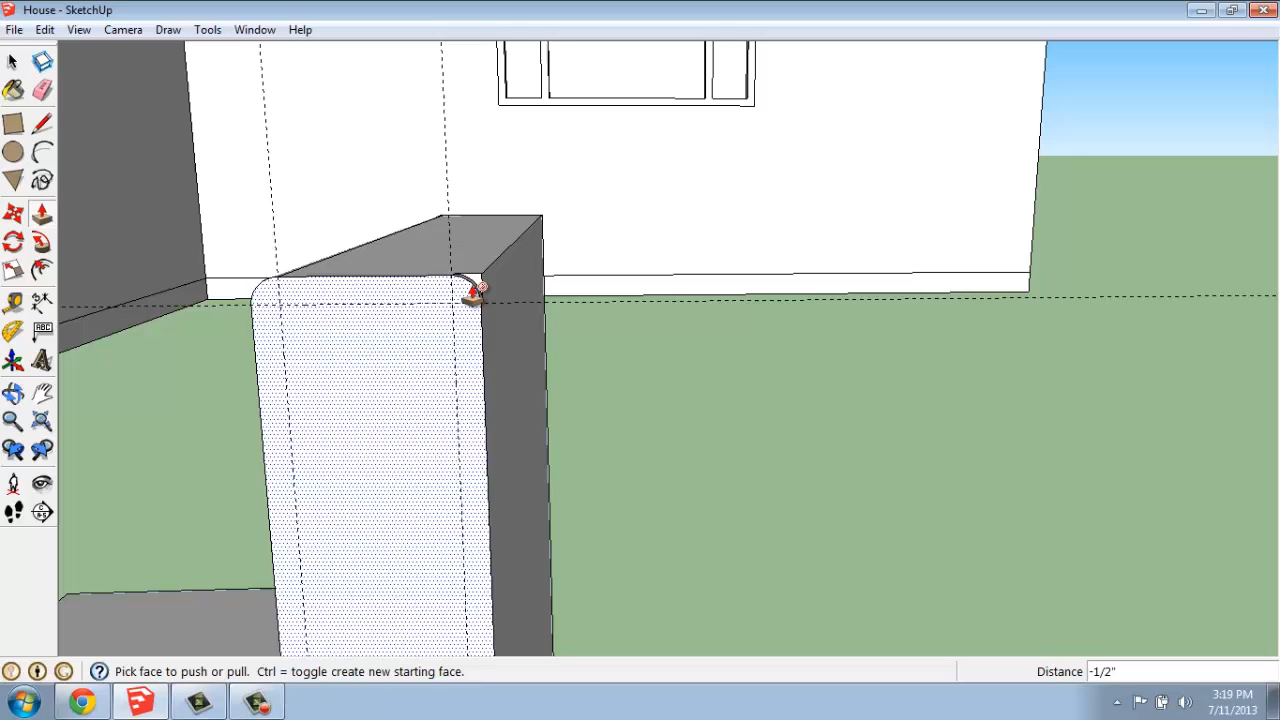 House - SketchUp
File Edit View Camera Draw Tools Window Help
ABC
Pick face to push or pull. Ctrl = toggle create new starting face.
Distance -1/2"
3:19 PM
7/11/2013